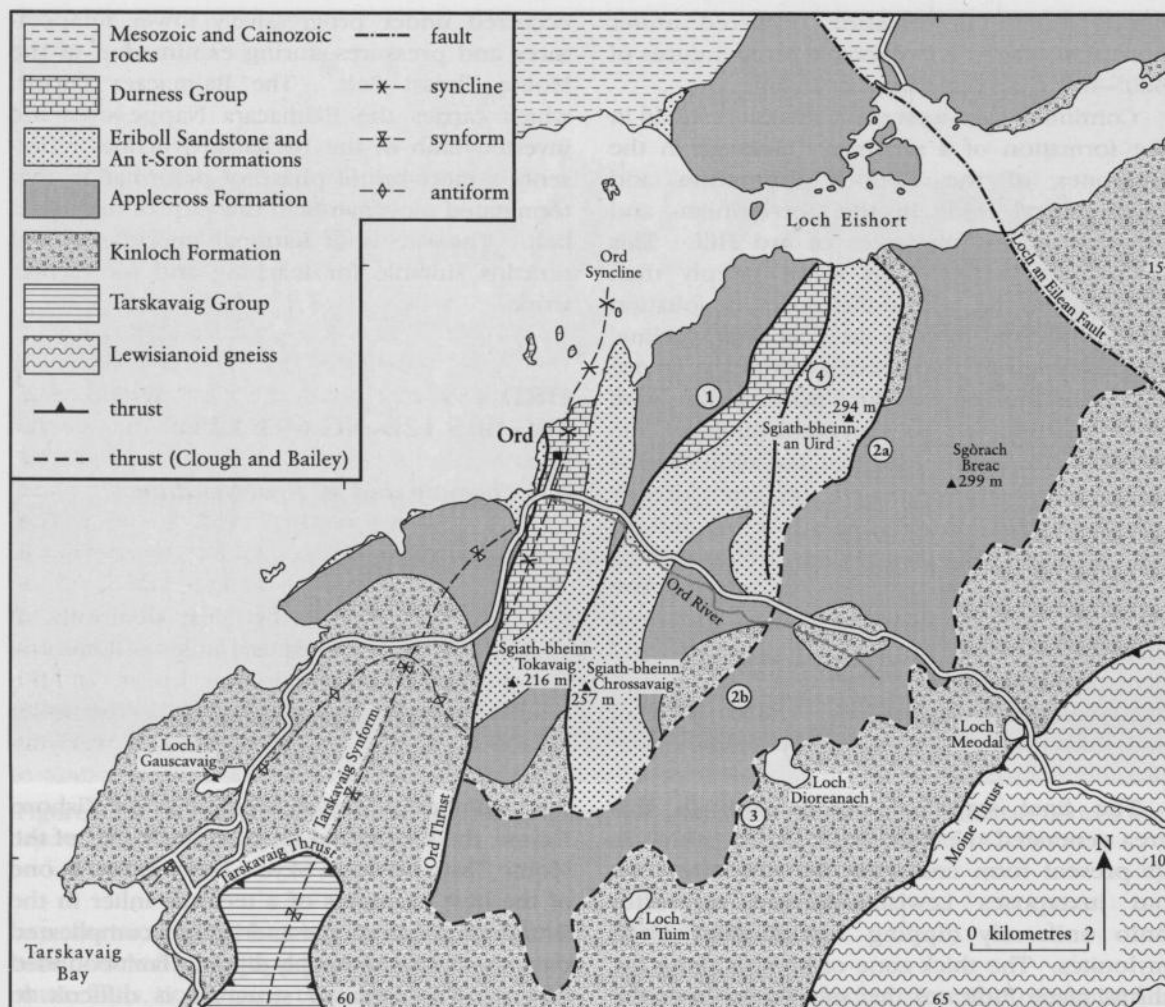 Mesozoic and Cainozoic
rocks
Durness Group
Eriboll Sandstone and
An t-Sron formations
Applecross Formation
Kinloch Formation
Tarskavaig Group
Lewisianoid gneiss
thrust
thrust (Clough and Bailey)
fault
syncline
synform
antiform
Loch Eishort
Loch an Eilean Fault
15
Ord
Syncline
1
4
294 m
Sgiath-bheinn
an Uird
2a
Ord
Sgòrach
Breac
299 m
Ord River
Sgiath-bheinn
Tokavaig
216 m
Sgiath-bheinn
Chrossavaig
257 m
2b
Loch
Meodal
Loch
Gauscavaig
Tarskavaig Synform
Ord Thrust
Loch
Dioreanach
3
Moine Thrust
N
Tarskavaig Thrust
10
Loch
an Tuim
0 kilometres 2
Tarskavaig
Bay
60
65